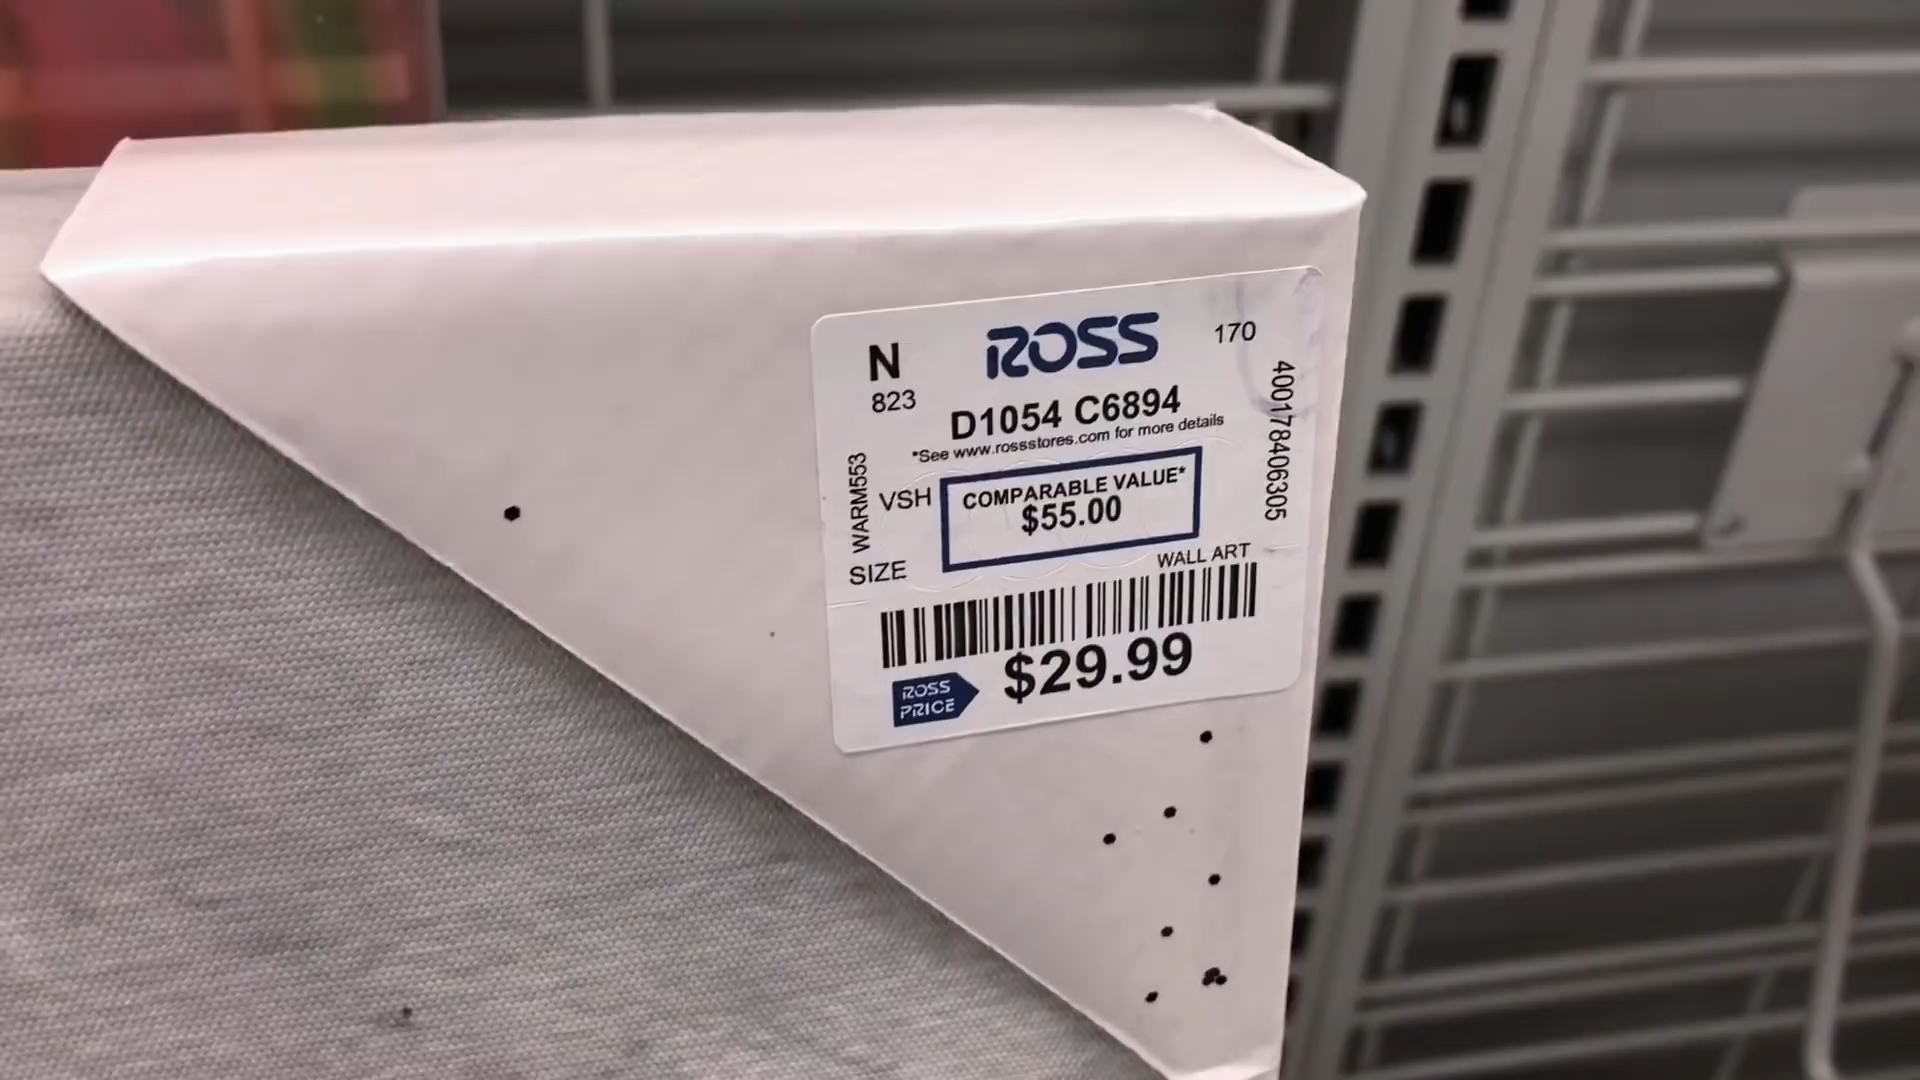 N
ROSS
170
823
D1054 C6894
*See www.rossstores.com for more details
400178406305
WARM553
VSH
COMPARABLE VALUE*
$55.00
SIZE
WALL ART
ROSS
PRICE
$29.99